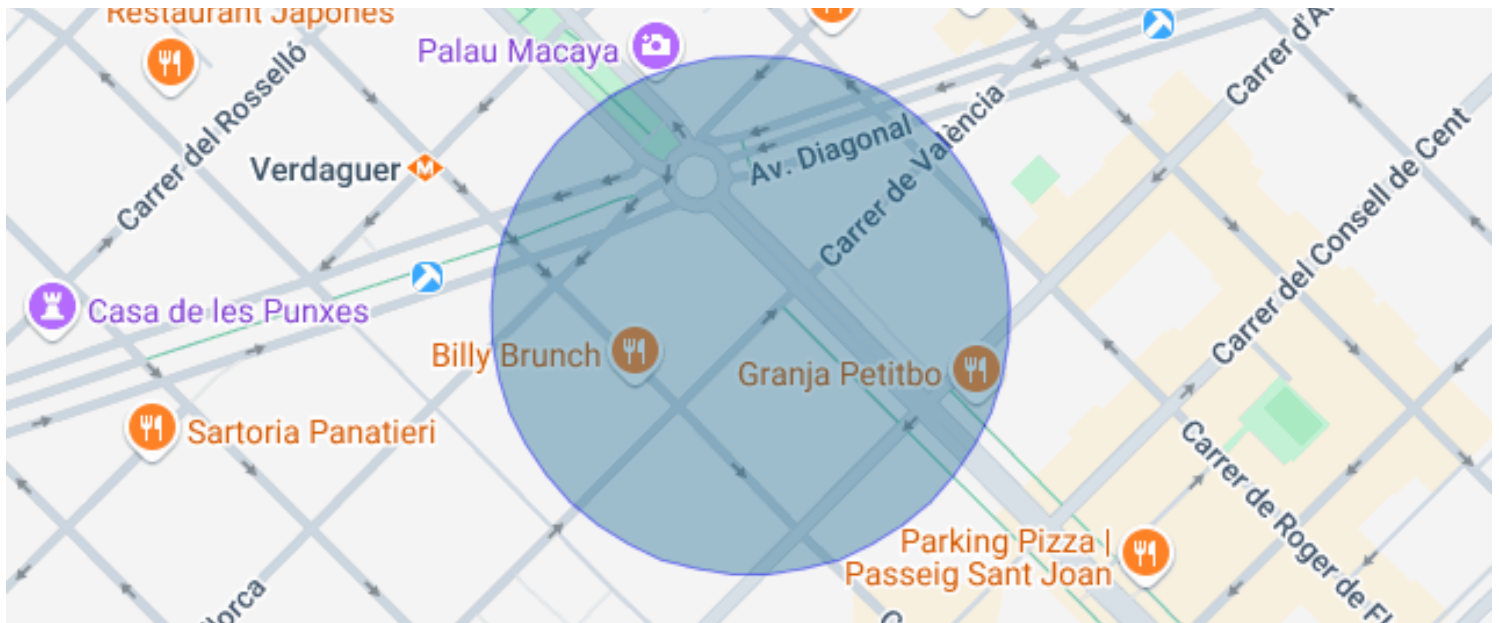 Restaurant Japonès
Palau Macaya
Carrer del Rosselló
Verdaguer
M
Av. Diagonal
Carrer de València
Carrer d'A
Carrer del Consell de Cent
Casa de les Punxes
Billy Brunch
Granja Petitbo
Sartoria Panatieri
Carrer de Roger de Fl
Parking Pizza |
Passeig Sant Joan
llorca
C